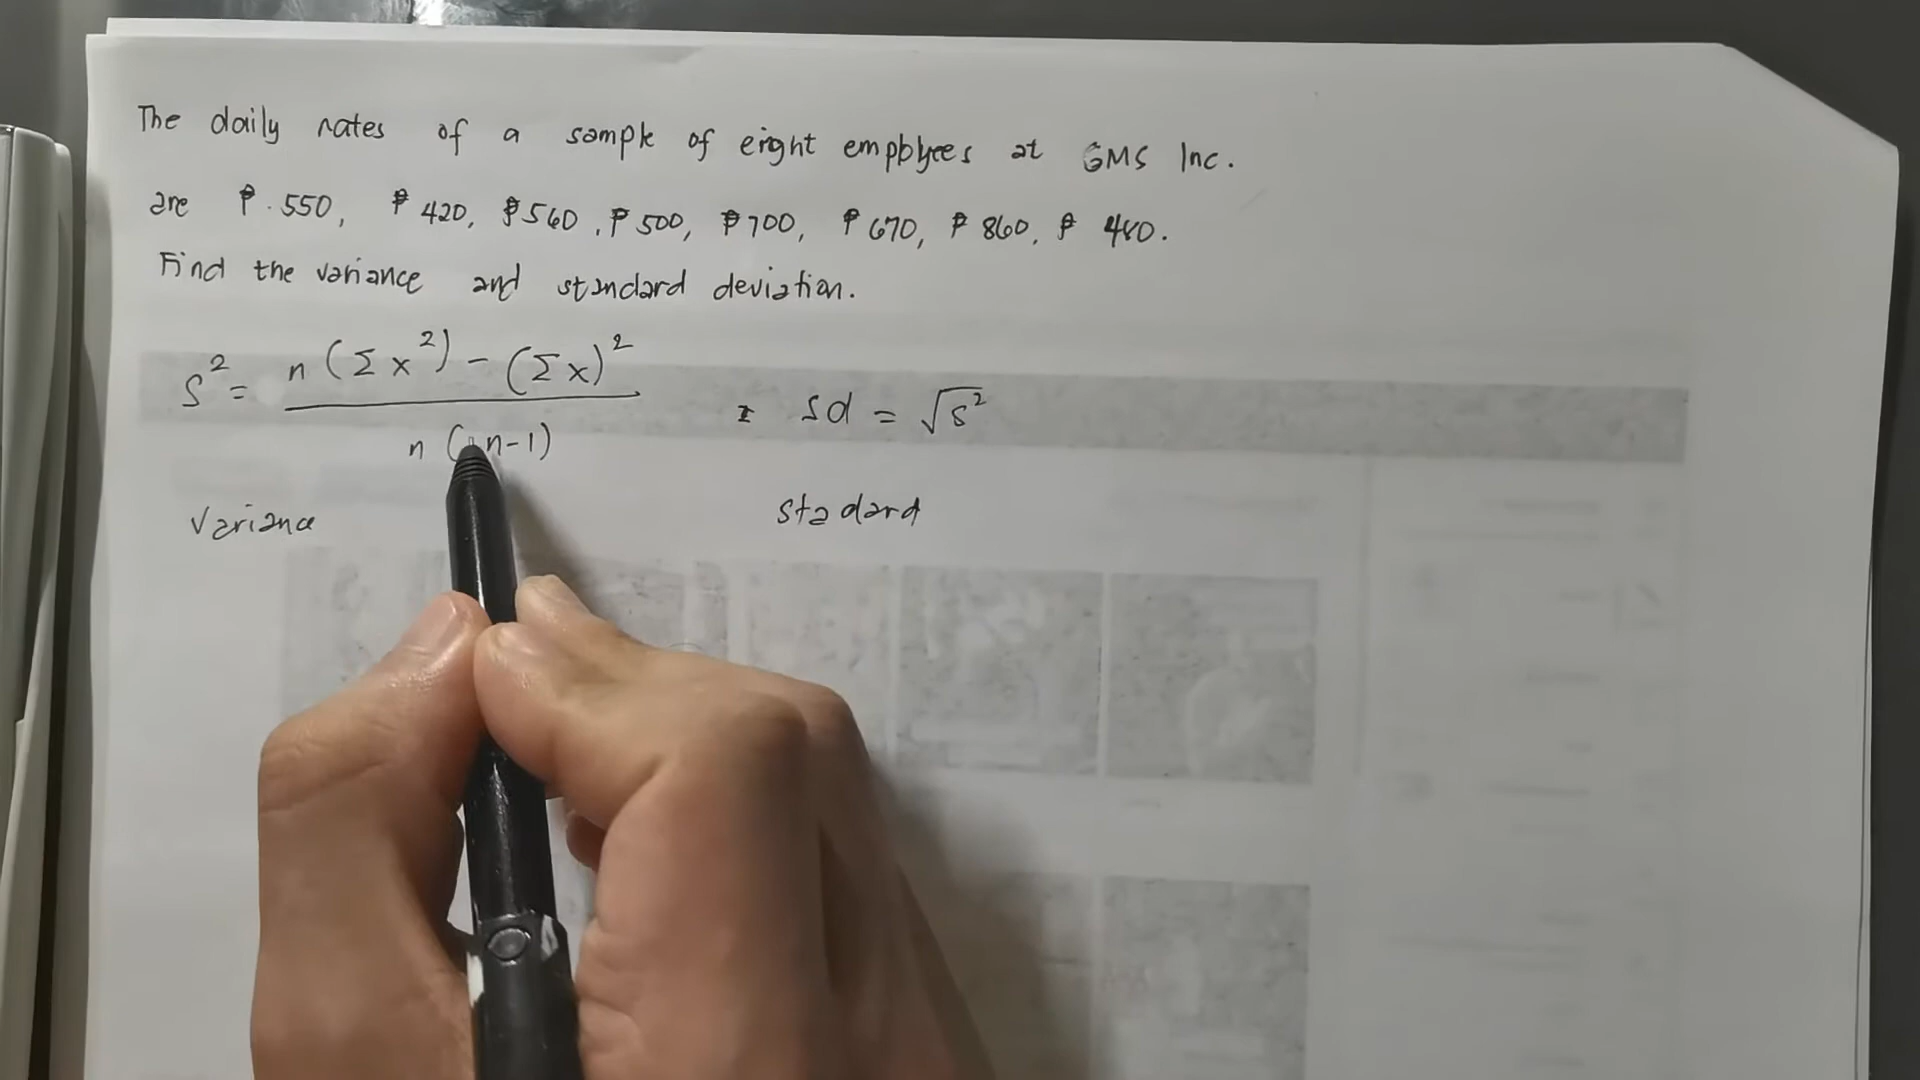 The daily rates of a sample of eight employees at GMS Inc.
are ₱ 550, ₱ 420, ₱ 560, ₱ 500, ₱ 700, ₱ 670, ₱ 860, ₱ 480.
Find the variance and standard deviation.
S² = n (Σx²) - (Σx)²
n (n-1)
sd = √s²
Variance
stadard